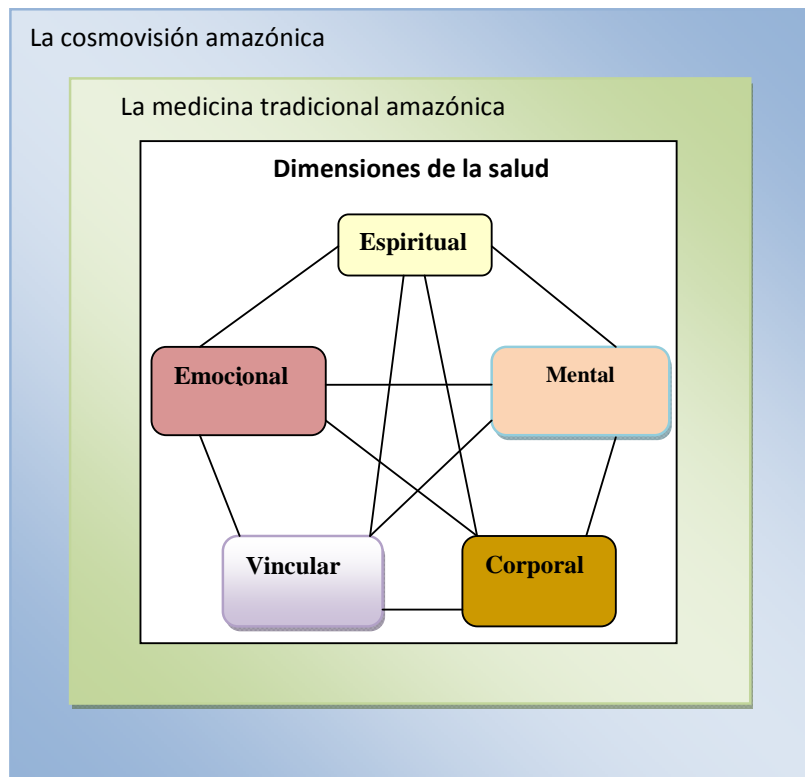 La cosmovisión amazónica
La medicina tradicional amazónica
Dimensiones de la salud
Espiritual
Emocional
Mental
Vincular
Corporal